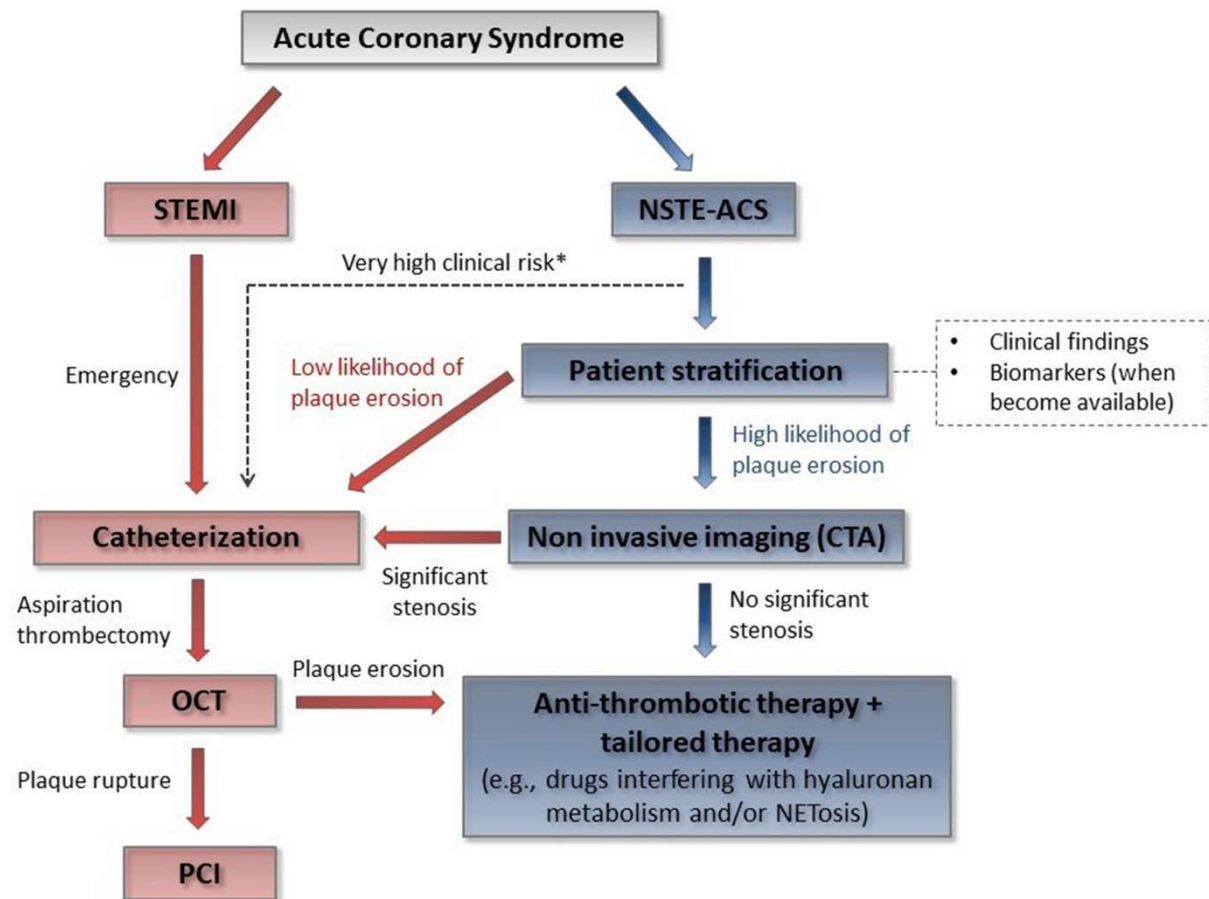 Acute Coronary Syndrome
STEMI
NSTE-ACS
Very high clinical risk*
Emergency
Low likelihood of
plaque erosion
Patient stratification
• Clinical findings
• Biomarkers (when
become available)
High likelihood of
plaque erosion
Catheterization
Non invasive imaging (CTA)
Significant
stenosis
Aspiration
thrombectomy
No significant
stenosis
OCT
Plaque erosion
Anti-thrombotic therapy +
tailored therapy
(e.g., drugs interfering with hyaluronan
metabolism and/or NETosis)
Plaque rupture
PCI